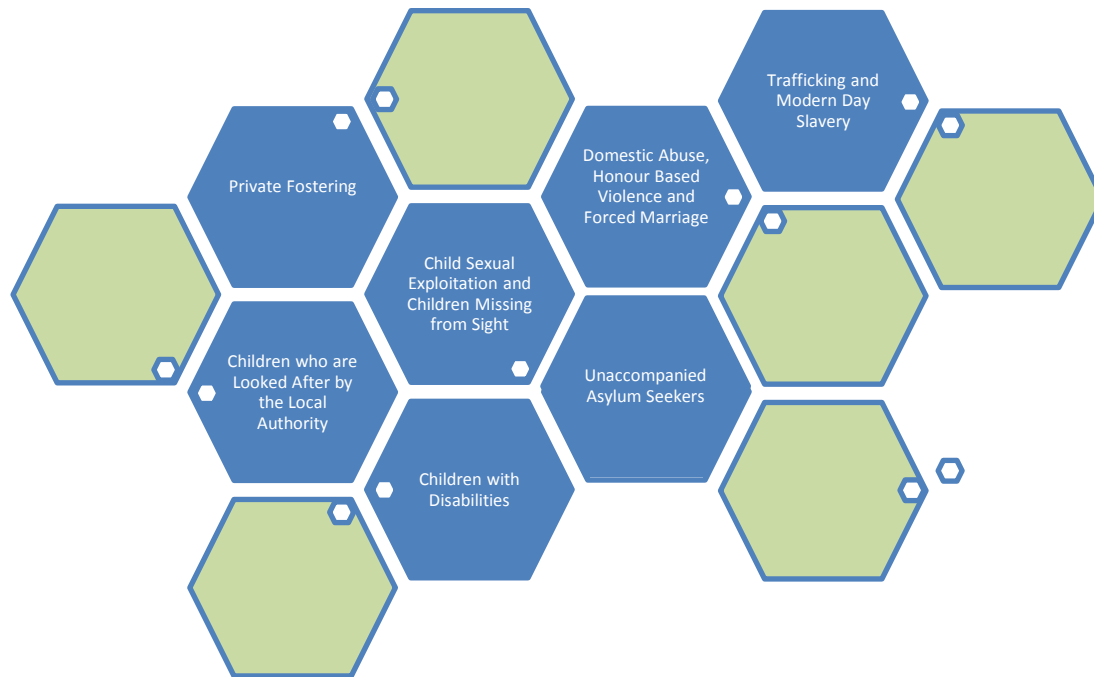 Trafficking and
Modern Day
Slavery
Private Fostering
Domestic Abuse,
Honour Based
Violence and
Forced Marriage
Child Sexual
Exploitation and
Children Missing
from Sight
Children who are
Looked After by
the Local
Authority
Unaccompanied
Asylum Seekers
Children with
Disabilities